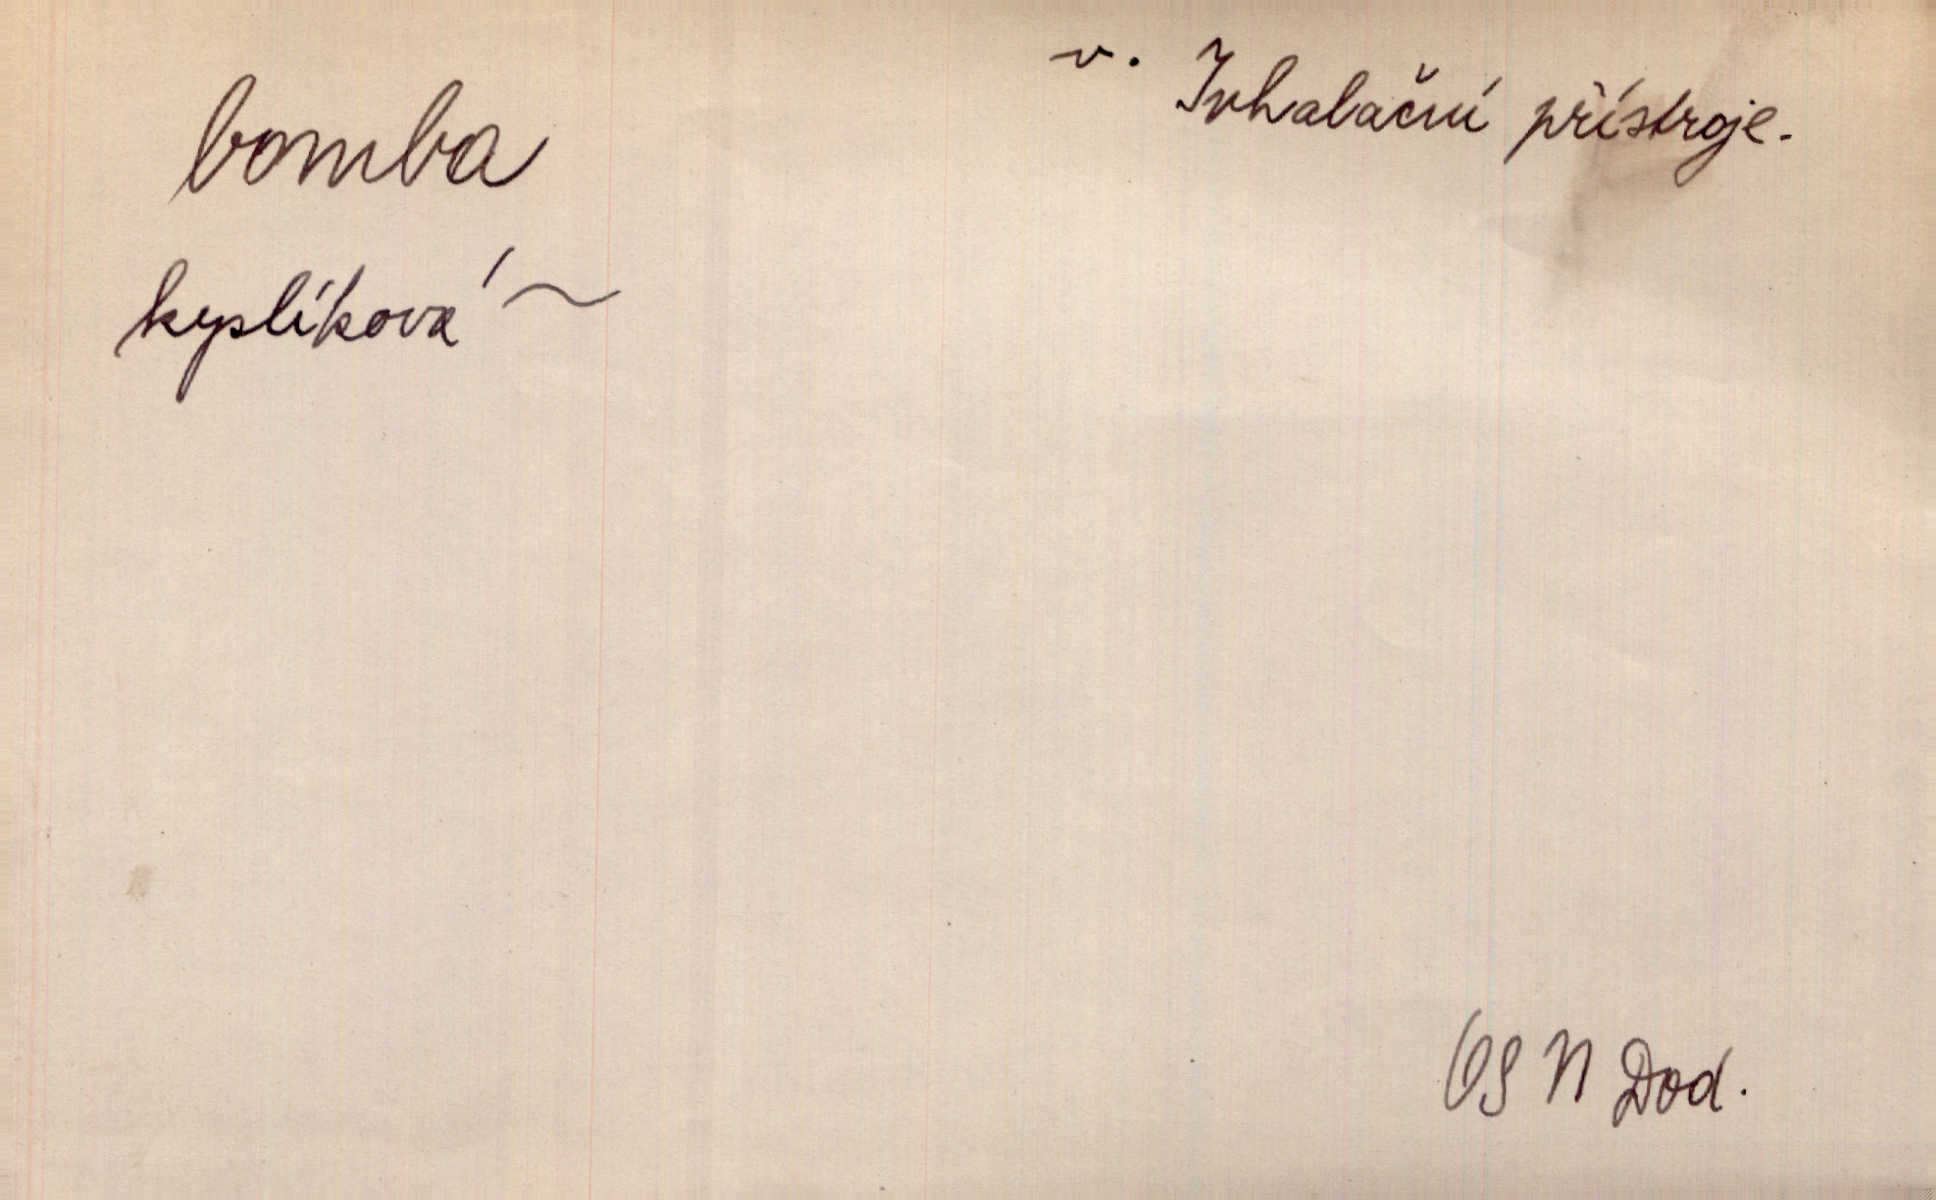 bomba
kyslíková ~
v. Inhalační přístroje.
OSN Dod.